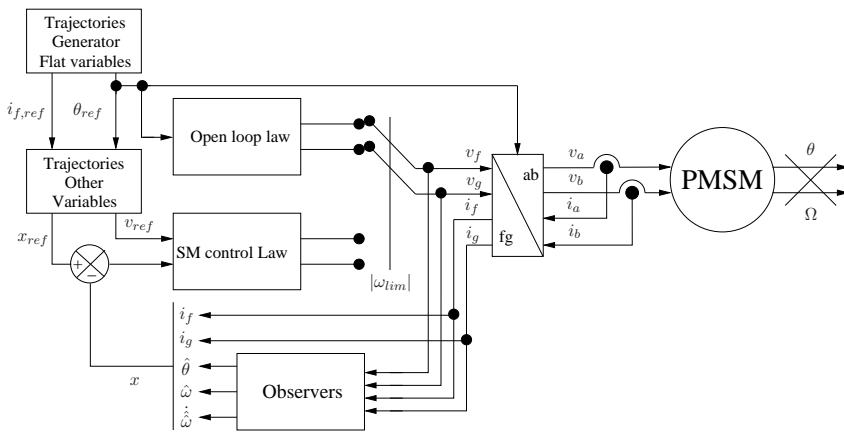 Trajectories
Generator
Flat variables
i_{f,ref}
θ_{ref}
Open loop law
Trajectories
Other
Variables
v_{ref}
x_{ref}
SM control Law
+
−
|ω_{lim}|
v_f
v_g
i_f
i_g
ab
fg
v_a
v_b
i_a
i_b
PMSM
θ
Ω
i_f
i_g
θ̂
ω̂
ω̂̇
x
Observers